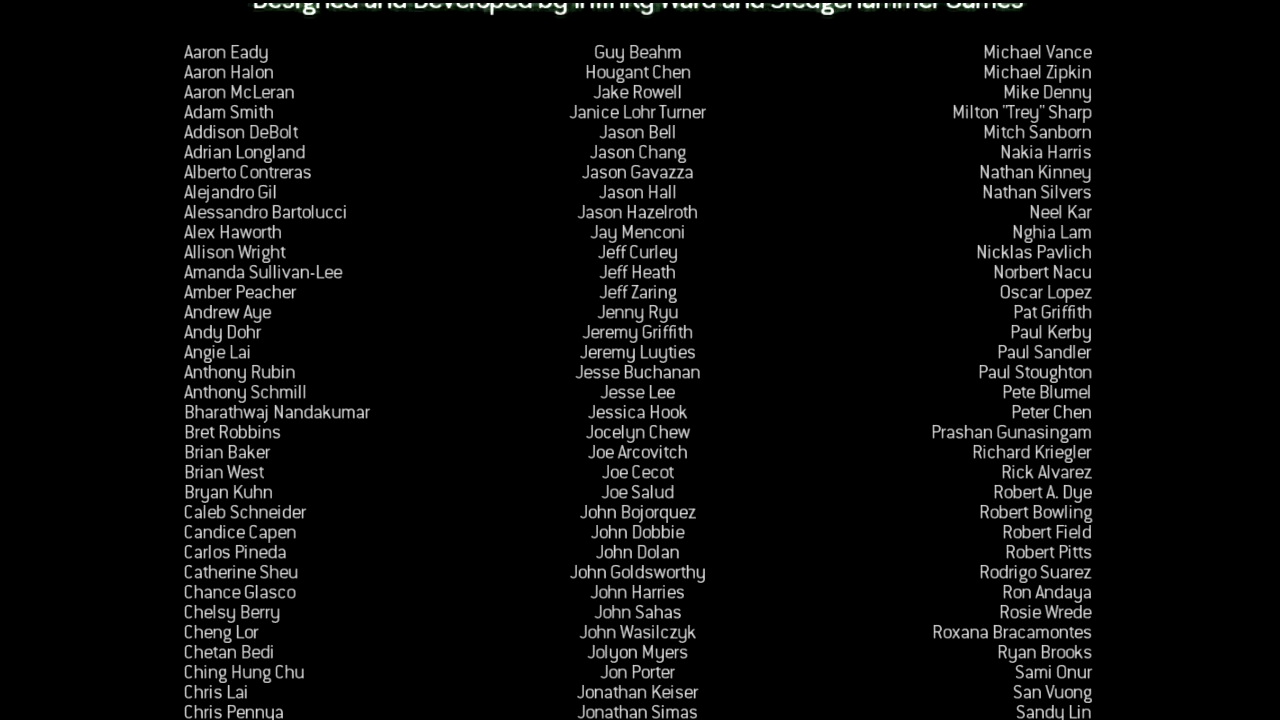 Designed and Developed by Infinity Ward and Sledgehammer Games
Aaron Eady Guy Beahm Michael Vance
Aaron Halon Hougant Chen Michael Zipkin
Aaron McLeran Jake Rowell Mike Denny
Adam Smith Janice Lohr Turner Milton "Trey" Sharp
Addison DeBolt Jason Bell Mitch Sanborn
Adrian Longland Jason Chang Nakia Harris
Alberto Contreras Jason Gavazza Nathan Kinney
Alejandro Gil Jason Hall Nathan Silvers
Alessandro Bartolucci Jason Hazelroth Neel Kar
Alex Haworth Jay Menconi Nghia Lam
Allison Wright Jeff Curley Nicklas Pavlich
Amanda Sullivan-Lee Jeff Heath Norbert Nacu
Amber Peacher Jeff Zaring Oscar Lopez
Andrew Aye Jenny Ryu Pat Griffith
Andy Dohr Jeremy Griffith Paul Kerby
Angie Lai Jeremy Luyties Paul Sandler
Anthony Rubin Jesse Buchanan Paul Stoughton
Anthony Schmill Jesse Lee Pete Blumel
Bharathwaj Nandakumar Jessica Hook Peter Chen
Bret Robbins Jocelyn Chew Prashan Gunasingam
Brian Baker Joe Arcovitch Richard Kriegler
Brian West Joe Cecot Rick Alvarez
Bryan Kuhn Joe Salud Robert A. Dye
Caleb Schneider John Bojorquez Robert Bowling
Candice Capen John Dobbie Robert Field
Carlos Pineda John Dolan Robert Pitts
Catherine Sheu John Goldsworthy Rodrigo Suarez
Chance Glasco John Harries Ron Andaya
Chelsy Berry John Sahas Rosie Wrede
Cheng Lor John Wasilczyk Roxana Bracamontes
Chetan Bedi Jolyon Myers Ryan Brooks
Ching Hung Chu Jon Porter Sami Onur
Chris Lai Jonathan Keiser San Vuong
Chris Pennya Jonathan Simas Sandy Lin